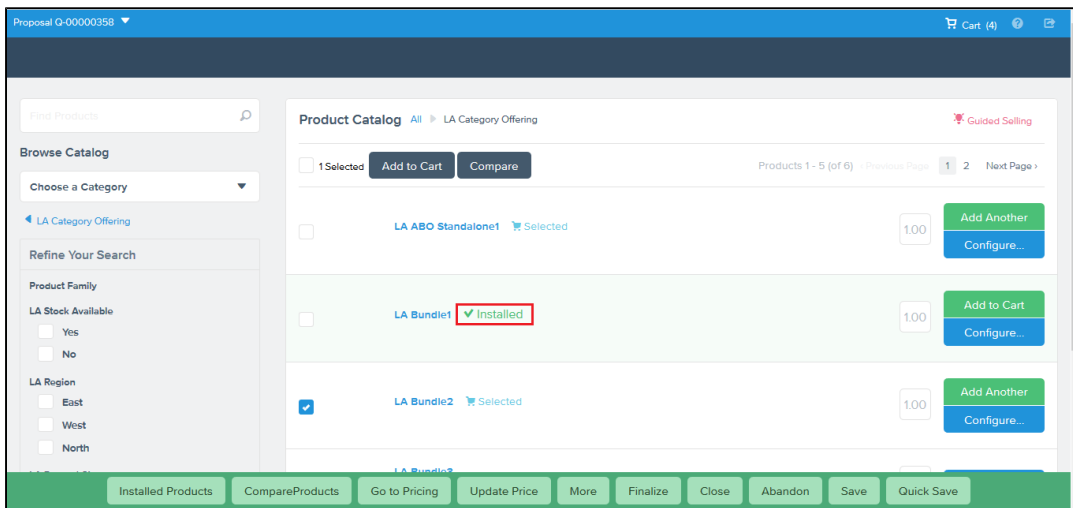 Proposal Q-00000358
Cart (4)
Find Products
Product Catalog All LA Category Offering
Guided Selling
Browse Catalog
1 Selected Add to Cart Compare
Products 1 - 5 (of 6) ‹ Previous Page 1 2 Next Page ›
Choose a Category
LA Category Offering
LA ABO Standalone1 Selected
1.00
Add Another
Configure...
Refine Your Search
Product Family
LA Stock Available
Yes
No
LA Bundle1 Installed
1.00
Add to Cart
Configure...
LA Region
East
West
North
LA Bundle2 Selected
1.00
Add Another
Configure...
LA Bundle3
Installed Products CompareProducts Go to Pricing Update Price More Finalize Close Abandon Save Quick Save